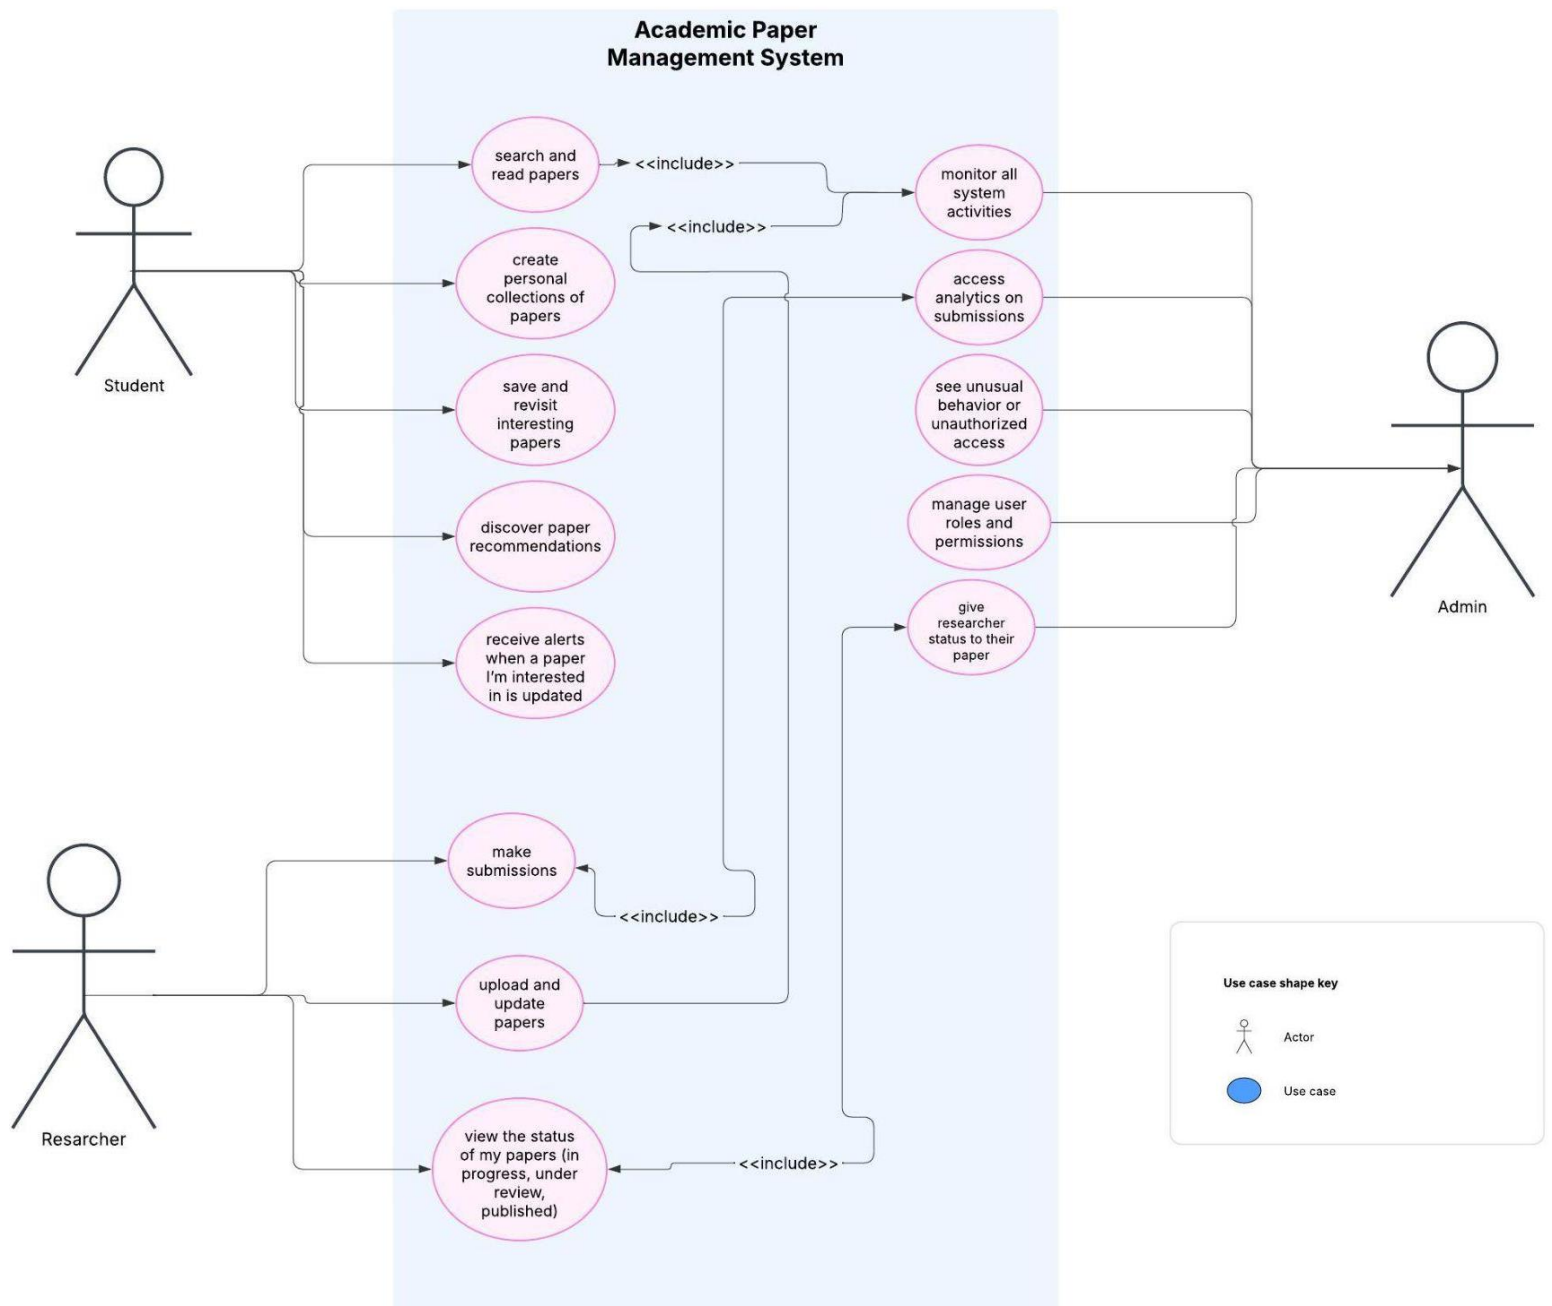 Academic Paper
Management System
Student
search and
read papers
<<include>>
<<include>>
create
personal
collections of
papers
save and
revisit
interesting
papers
discover paper
recommendations
receive alerts
when a paper
I'm interested
in is updated
monitor all
system
activities
access
analytics on
submissions
see unusual
behavior or
unauthorized
access
manage user
roles and
permissions
give
researcher
status to their
paper
Admin
Resarcher
make
submissions
<<include>>
upload and
update
papers
view the status
of my papers (in
progress, under
review,
published)
<<include>>
Use case shape key
Actor
Use case